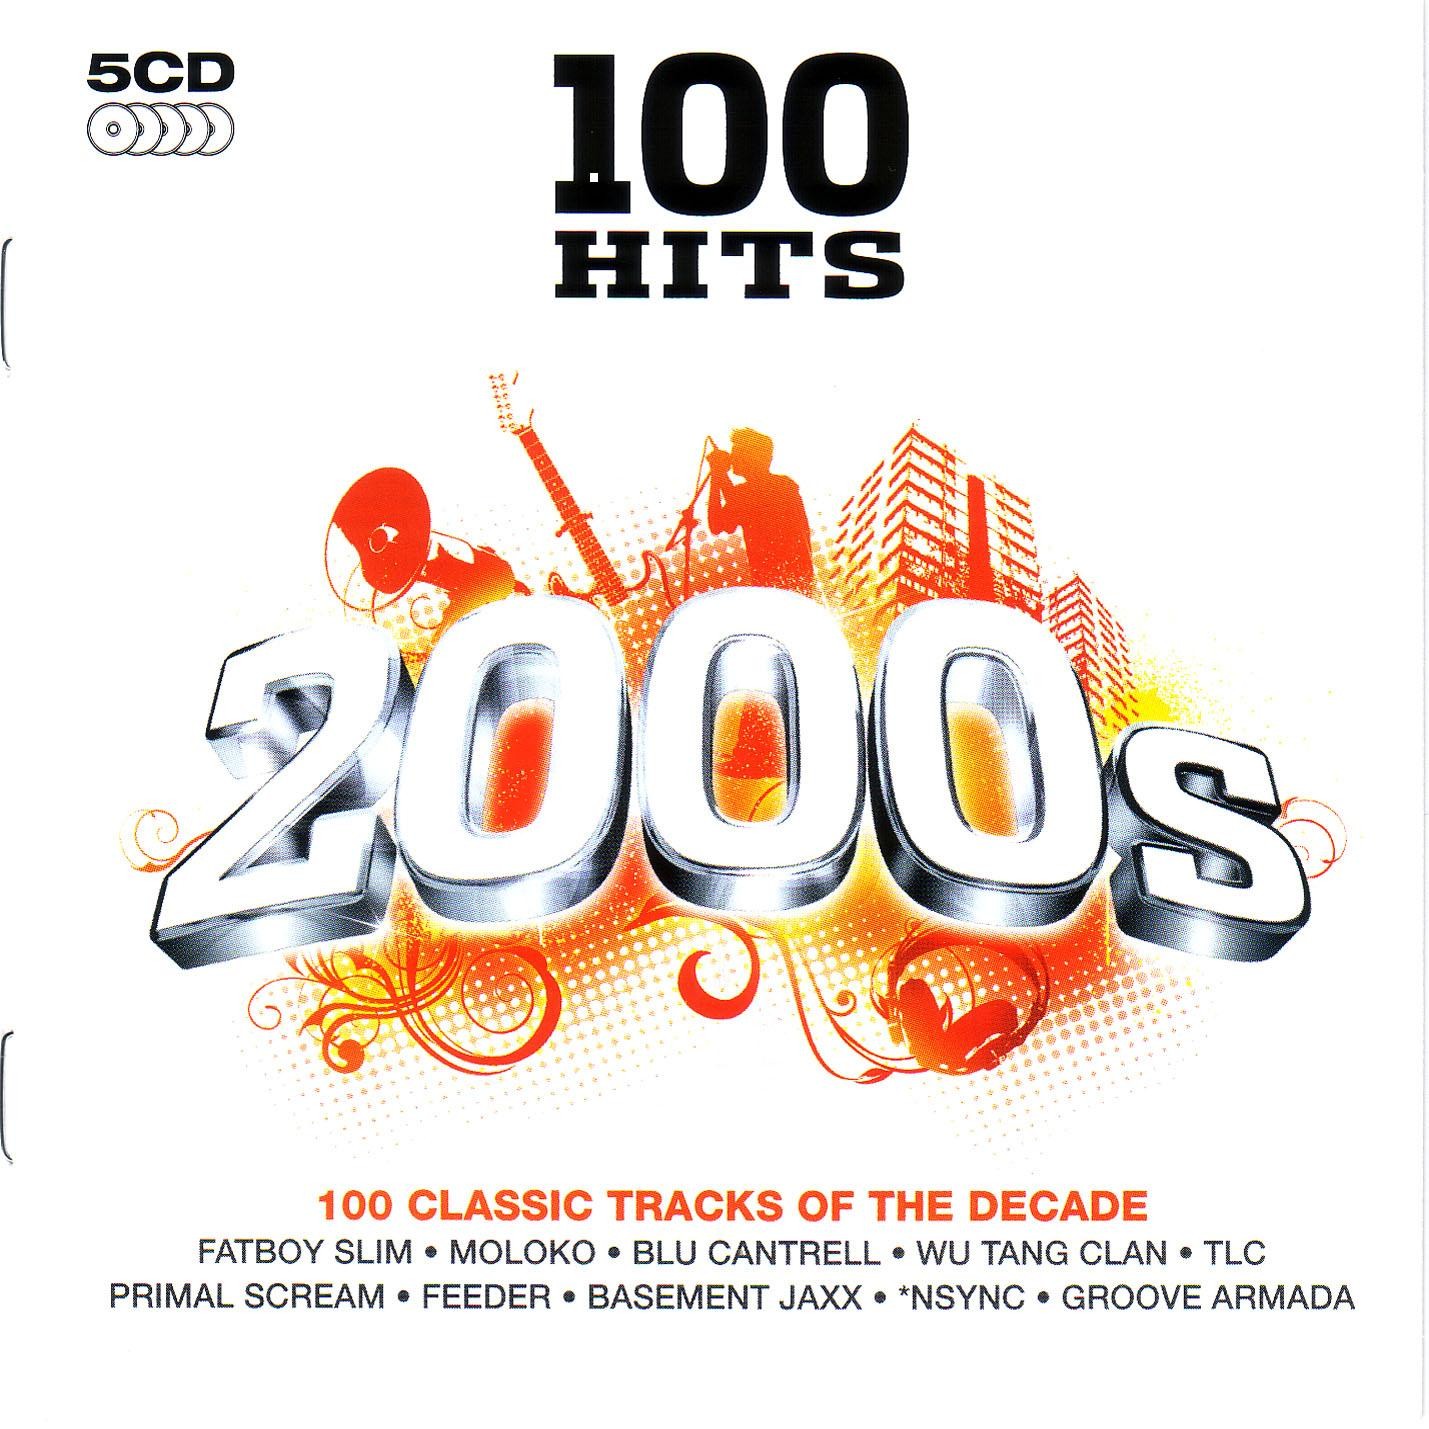 5CD
100
HITS
2000s
100 CLASSIC TRACKS OF THE DECADE
FATBOY SLIM • MOLOKO • BLU CANTRELL • WU TANG CLAN • TLC
PRIMAL SCREAM • FEEDER • BASEMENT JAXX • *NSYNC • GROOVE ARMADA